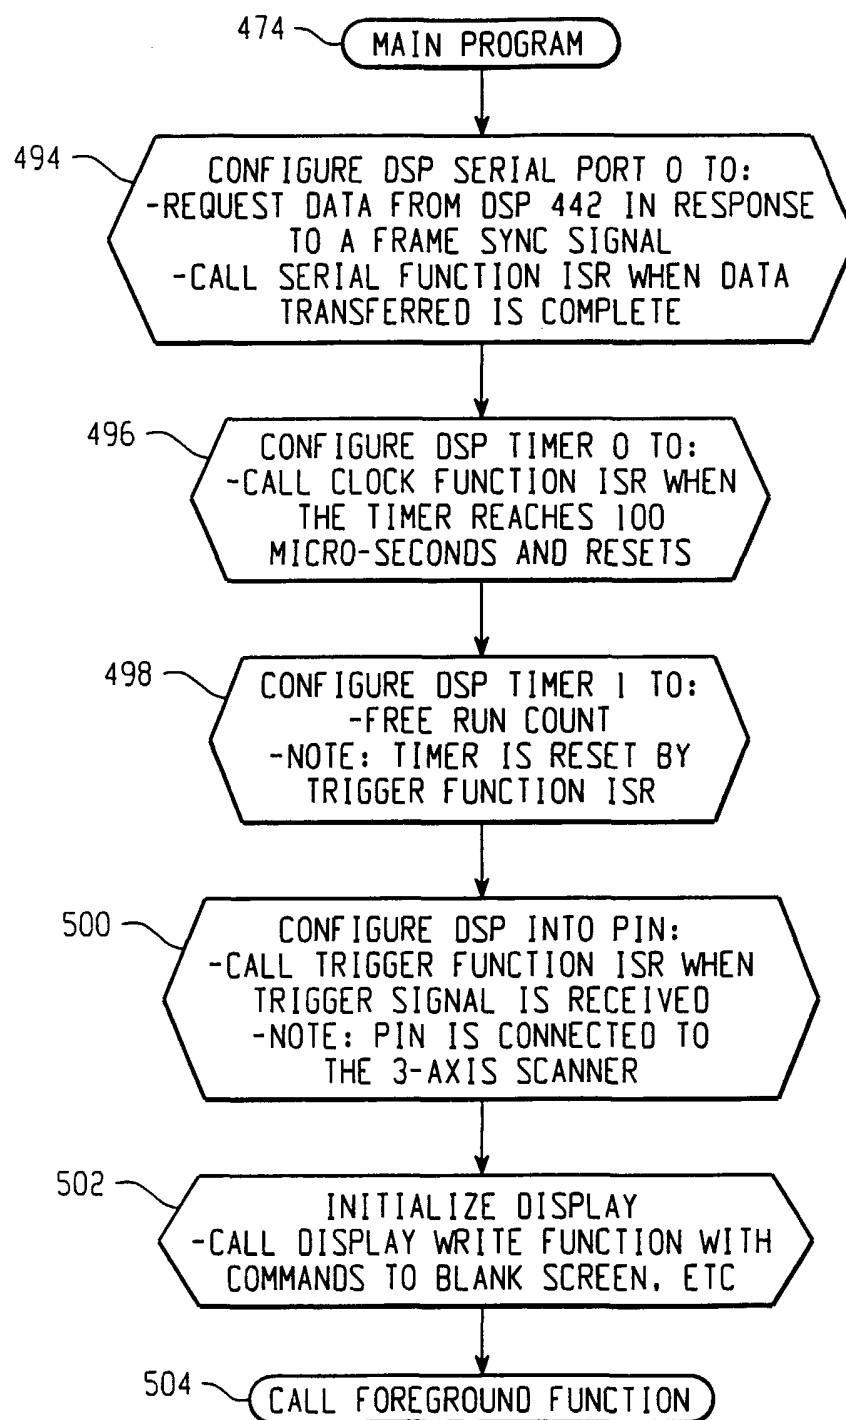 474
MAIN PROGRAM
494
CONFIGURE DSP SERIAL PORT 0 TO:
-REQUEST DATA FROM DSP 442 IN RESPONSE
TO A FRAME SYNC SIGNAL
-CALL SERIAL FUNCTION ISR WHEN DATA
TRANSFERRED IS COMPLETE
496
CONFIGURE DSP TIMER 0 TO:
-CALL CLOCK FUNCTION ISR WHEN
THE TIMER REACHES 100
MICRO-SECONDS AND RESETS
498
CONFIGURE DSP TIMER 1 TO:
-FREE RUN COUNT
-NOTE: TIMER IS RESET BY
TRIGGER FUNCTION ISR
500
CONFIGURE DSP INTO PIN:
-CALL TRIGGER FUNCTION ISR WHEN
TRIGGER SIGNAL IS RECEIVED
-NOTE: PIN IS CONNECTED TO
THE 3-AXIS SCANNER
502
INITIALIZE DISPLAY
-CALL DISPLAY WRITE FUNCTION WITH
COMMANDS TO BLANK SCREEN, ETC
504
CALL FOREGROUND FUNCTION